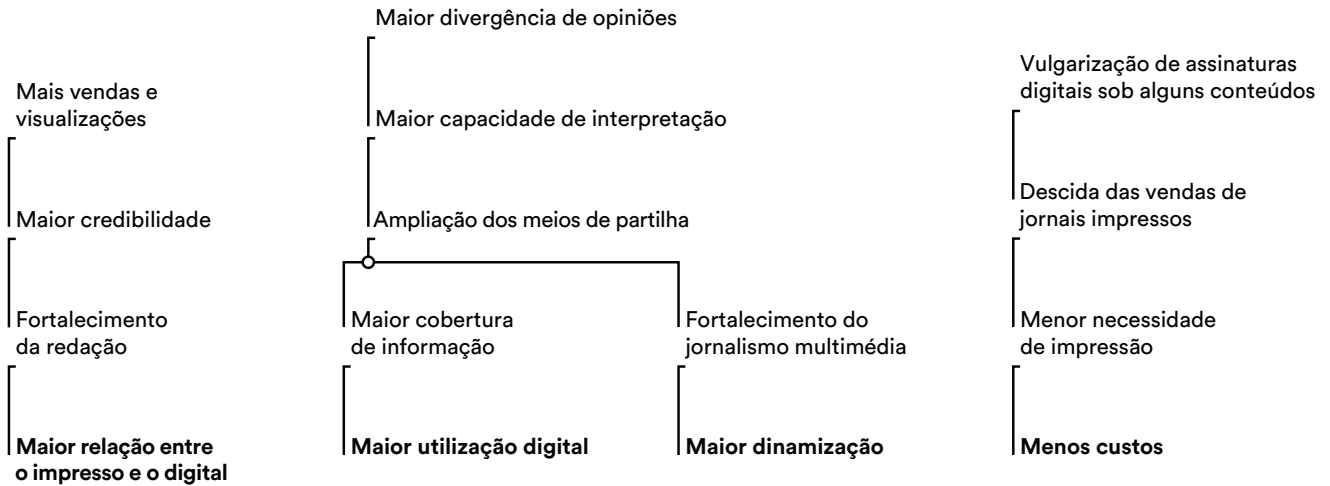 Maior divergência de opiniões
Vulgarização de assinaturas
digitais sob alguns conteúdos
Mais vendas e
visualizações
Maior capacidade de interpretação
Descida das vendas de
jornais impressos
Maior credibilidade
Ampliação dos meios de partilha
Fortalecimento
da redação
Maior cobertura
de informação
Fortalecimento do
jornalismo multimédia
Menor necessidade
de impressão
Maior relação entre
o impresso e o digital
Maior utilização digital
Maior dinamização
Menos custos